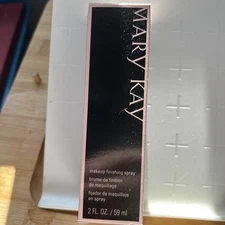 MARY KAY
makeup finishing spray
brume de finition
de maquillage
fijador de maquillaje
en spray
2 FL. OZ. / 59 ml